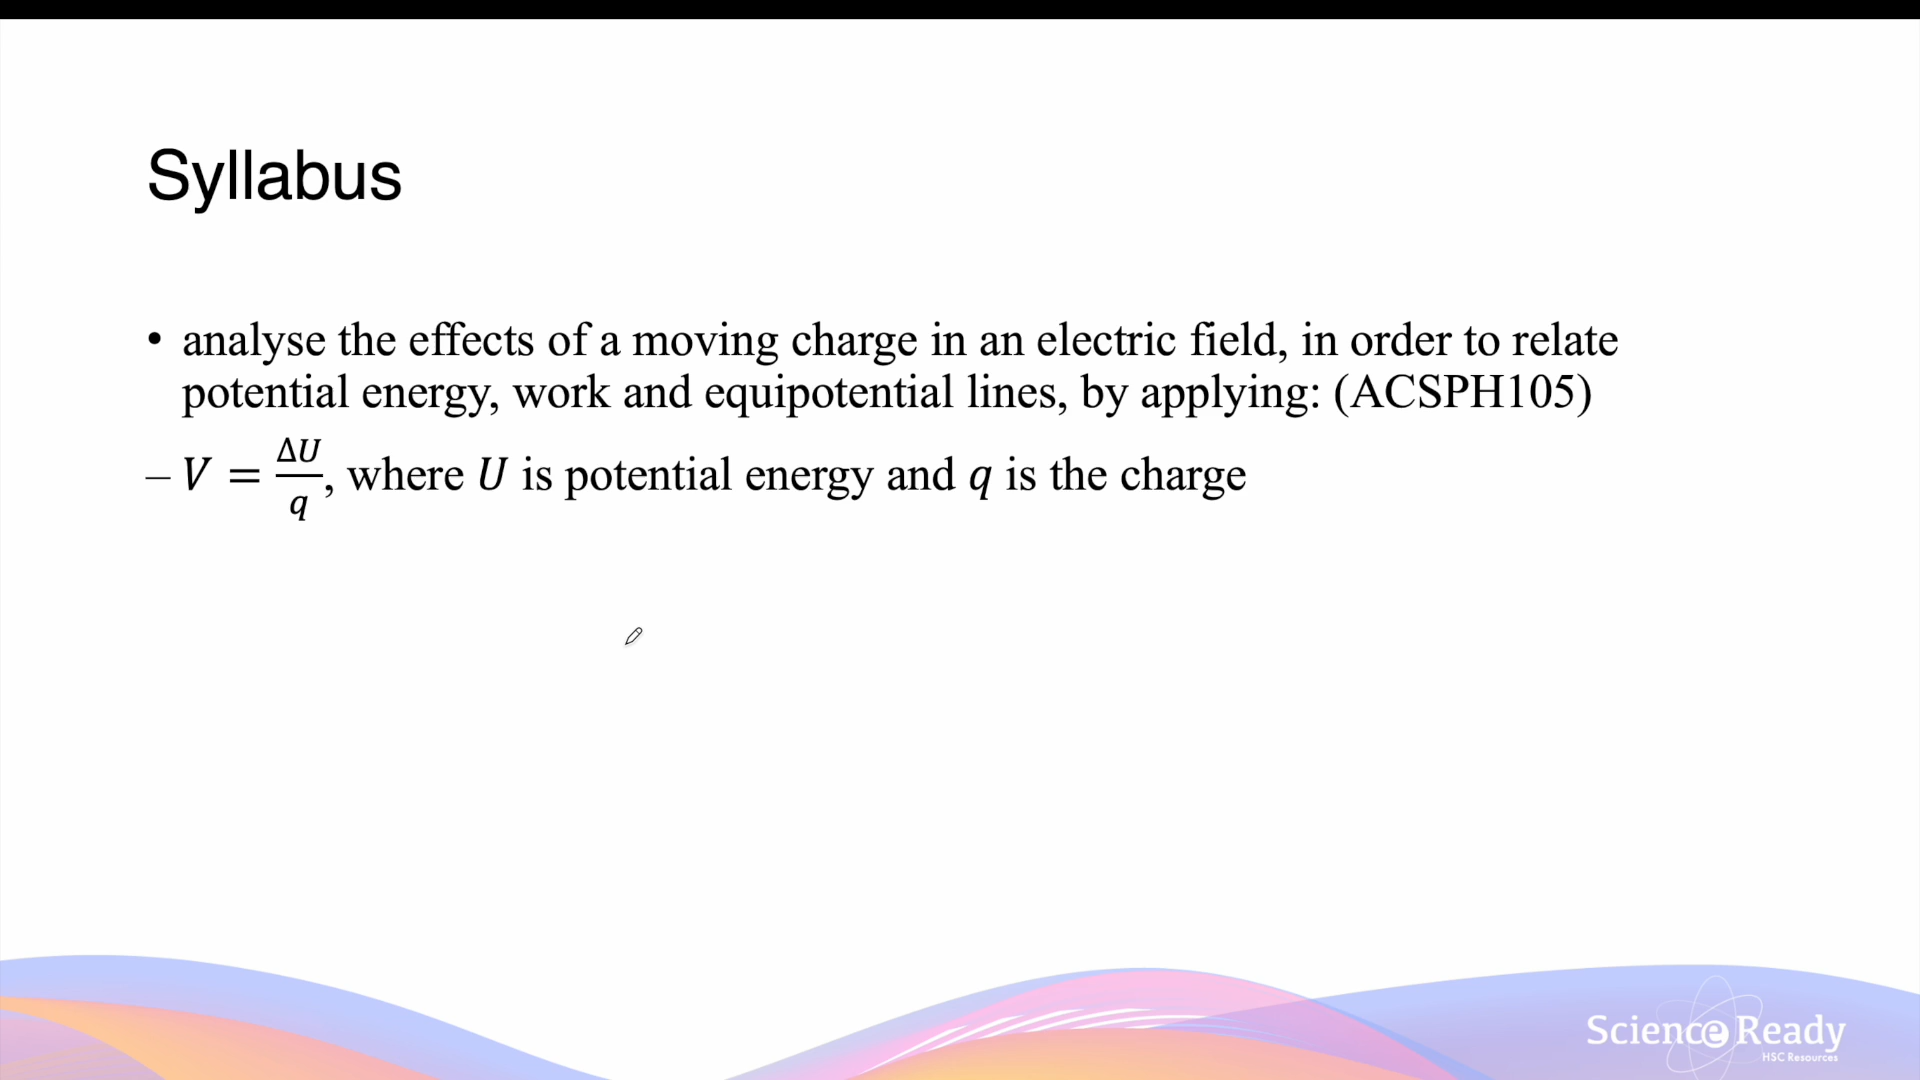 Syllabus
• analyse the effects of a moving charge in an electric field, in order to relate
potential energy, work and equipotential lines, by applying: (ACSPH105)
– V = ΔU/q, where U is potential energy and q is the charge
Science Ready
HSC Resources